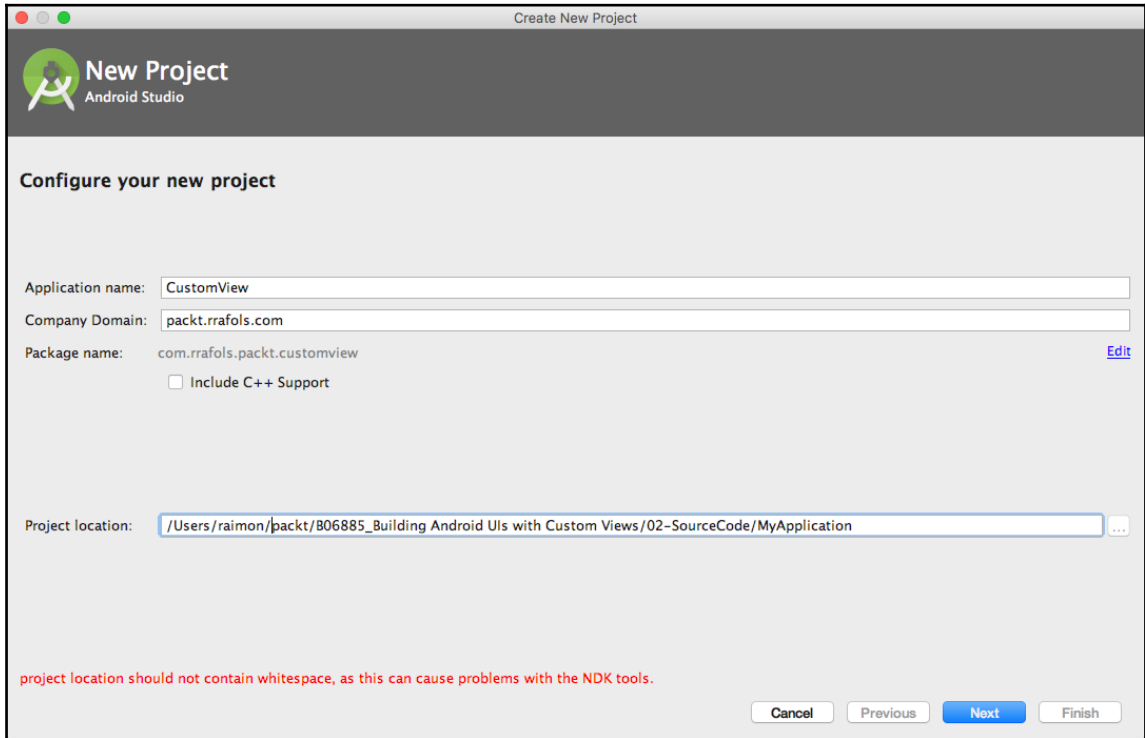 Create New Project
New Project
Android Studio
Configure your new project
Application name: CustomView
Company Domain: packt.rrafols.com
Package name: com.rrafols.packt.customview Edit
Include C++ Support
Project location: /Users/raimon/packt/B06885_Building Android UIs with Custom Views/02-SourceCode/MyApplication ...
project location should not contain whitespace, as this can cause problems with the NDK tools.
Cancel Previous Next Finish